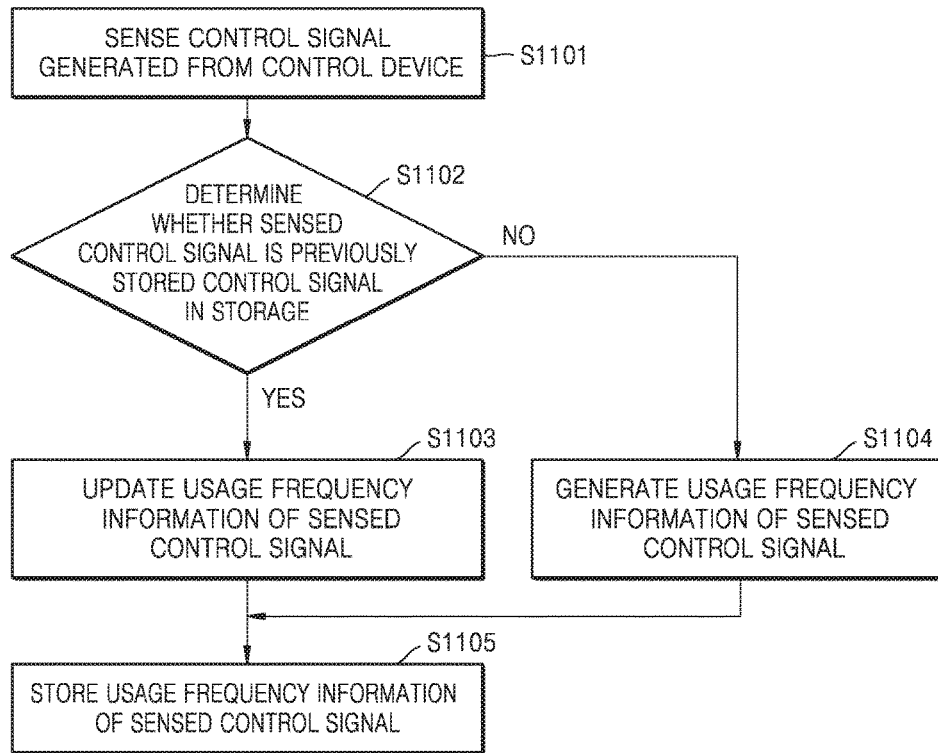 SENSE CONTROL SIGNAL
GENERATED FROM CONTROL DEVICE
S1101
S1102
DETERMINE
WHETHER SENSED
CONTROL SIGNAL IS PREVIOUSLY
STORED CONTROL SIGNAL
IN STORAGE
NO
YES
S1103
UPDATE USAGE FREQUENCY
INFORMATION OF SENSED
CONTROL SIGNAL
S1104
GENERATE USAGE FREQUENCY
INFORMATION OF SENSED
CONTROL SIGNAL
S1105
STORE USAGE FREQUENCY INFORMATION
OF SENSED CONTROL SIGNAL